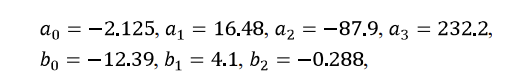 a₀ = −2.125, a₁ = 16.48, a₂ = −87.9, a₃ = 232.2,
b₀ = −12.39, b₁ = 4.1, b₂ = −0.288,